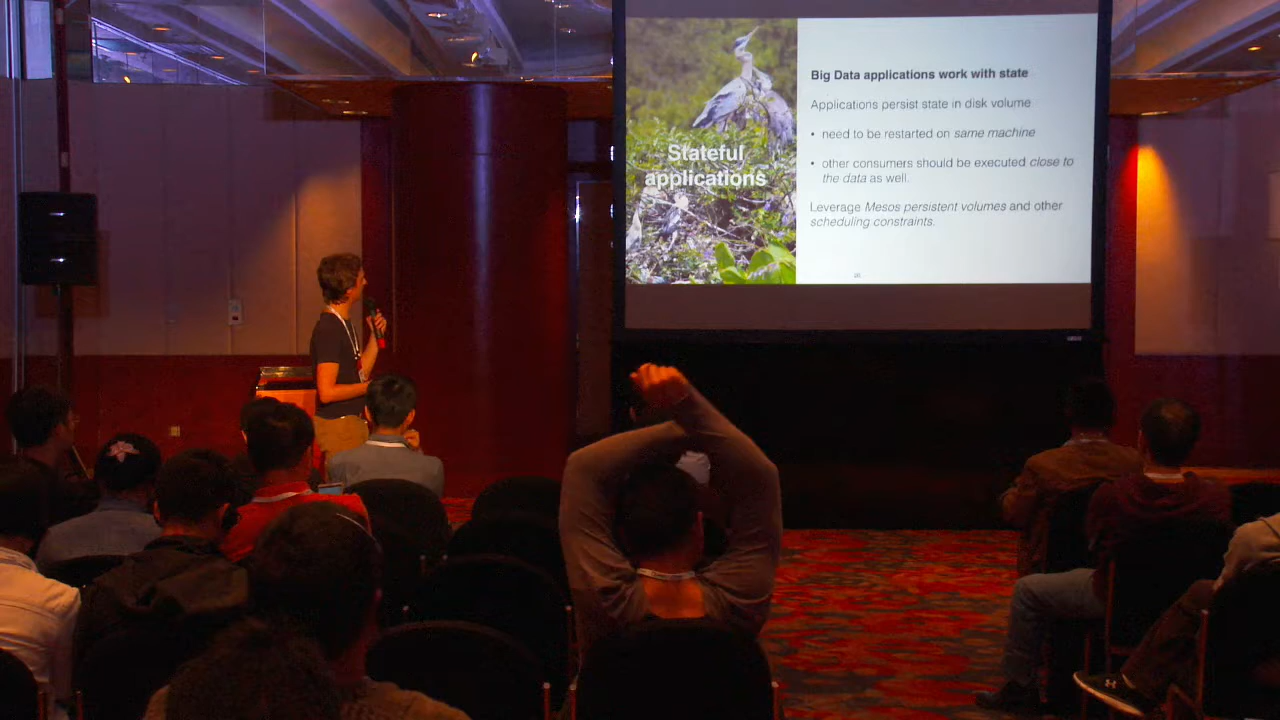 Stateful
applications
Big Data applications work with state
Applications persist state in disk volume
• need to be restarted on same machine
• other consumers should be executed close to
the data as well.
Leverage Mesos persistent volumes and other
scheduling constraints.